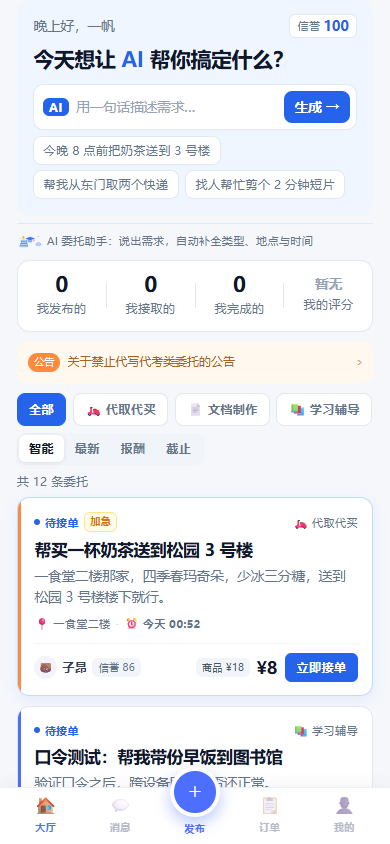 晚上好，一帆
信誉 100
今天想让 AI 帮你搞定什么？
AI 用一句话描述需求…
生成 →
今晚 8 点前把奶茶送到 3 号楼
帮我从东门取两个快递
找人帮忙剪个 2 分钟短片
AI 委托助手：说出需求，自动补全类型、地点与时间
0 0 0 暂无
我发布的 我接取的 我完成的 我的评分
公告 关于禁止代写代考类委托的公告 ›
全部 代取代买 文档制作 学习辅导
智能 最新 报酬 截止
共 12 条委托
待接单 加急 代取代买
帮买一杯奶茶送到松园 3 号楼
一食堂二楼那家，四季春玛奇朵，少冰三分糖，送到
松园 3 号楼楼下就行。
一食堂二楼 · 今天 00:52
子昂 信誉 86 商品 ¥18 ¥8 立即接单
待接单 学习辅导
口令测试：帮我带份早饭到图书馆
验证口令之后，跨设备
否还正常。
大厅 消息 发布 订单 我的